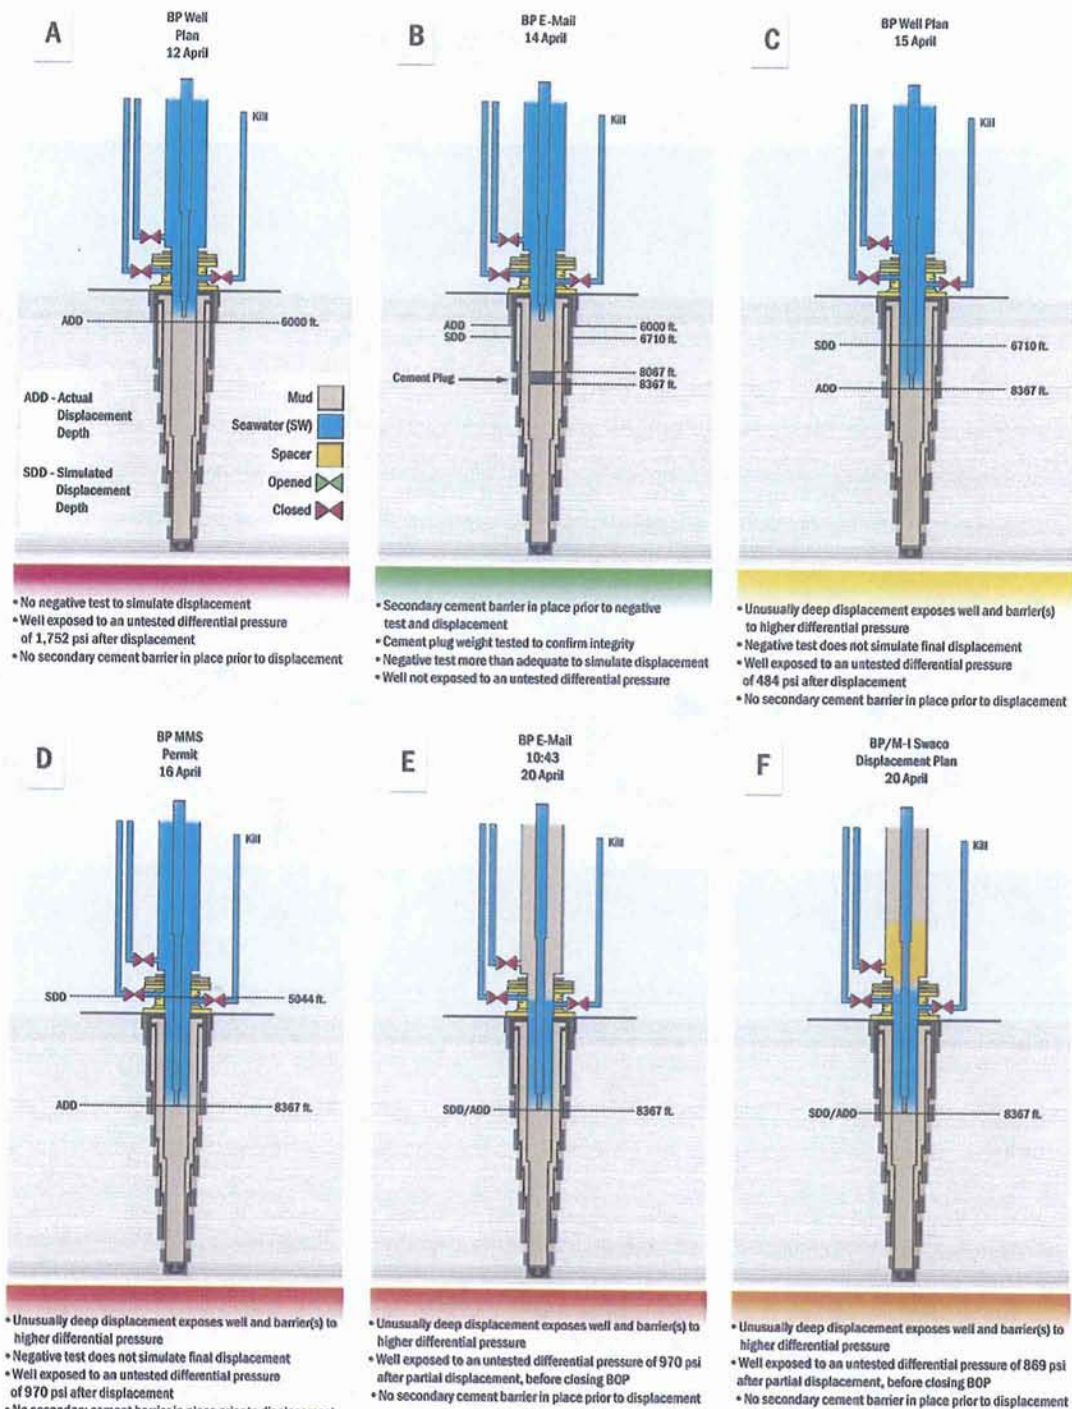 A
BP Well
Plan
12 April
Kill
ADD
6000 ft.
ADD - Actual
Displacement
Depth
SDD - Simulated
Displacement
Depth
Mud
Seawater (SW)
Spacer
Opened
Closed
• No negative test to simulate displacement
• Well exposed to an untested differential pressure
of 1,752 psi after displacement
• No secondary cement barrier in place prior to displacement
B
BP E-Mail
14 April
Kill
ADD
6000 ft.
SDD
6710 ft.
Cement Plug
8067 ft.
8367 ft.
• Secondary cement barrier in place prior to negative
test and displacement
• Cement plug weight tested to confirm integrity
• Negative test more than adequate to simulate displacement
• Well not exposed to an untested differential pressure
C
BP Well Plan
15 April
Kill
SDD
6710 ft.
ADD
8367 ft.
• Unusually deep displacement exposes well and barrier(s)
to higher differential pressure
• Negative test does not simulate final displacement
• Well exposed to an untested differential pressure
of 484 psi after displacement
• No secondary cement barrier in place prior to displacement
D
BP MMS
Permit
16 April
Kill
SDD
5044 ft.
ADD
8367 ft.
• Unusually deep displacement exposes well and barrier(s) to
higher differential pressure
• Negative test does not simulate final displacement
• Well exposed to an untested differential pressure
of 970 psi after displacement
• No secondary cement barrier in place prior to displacement
E
BP E-Mail
10:43
20 April
Kill
SDD/ADD
8367 ft.
• Unusually deep displacement exposes well and barrier(s) to
higher differential pressure
• Well exposed to an untested differential pressure of 970 psi
after partial displacement, before closing BOP
• No secondary cement barrier in place prior to displacement
F
BP/M-I Swaco
Displacement Plan
20 April
Kill
SDD/ADD
8367 ft.
• Unusually deep displacement exposes well and barrier(s) to
higher differential pressure
• Well exposed to an untested differential pressure of 869 psi
after partial displacement, before closing BOP
• No secondary cement barrier in place prior to displacement